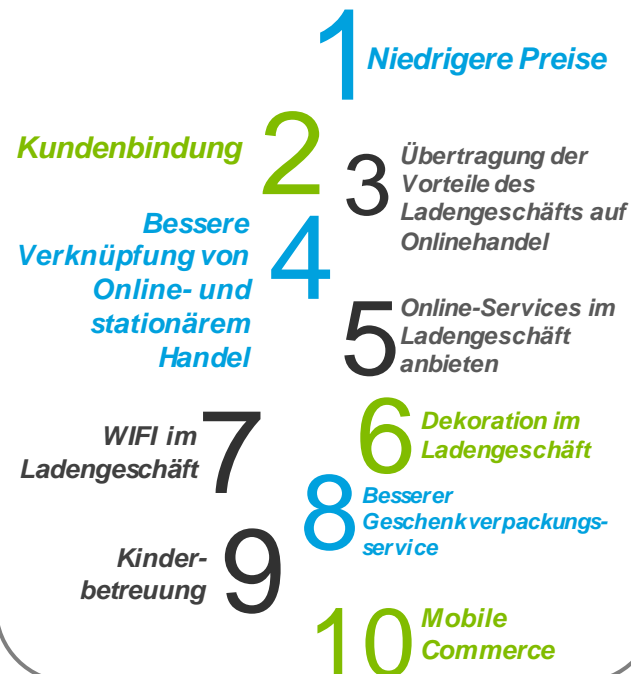 1 Niedrigere Preise
Kundenbindung 2
3 Übertragung der
Vorteile des
Ladengeschäfts auf
Onlinehandel
4 Bessere
Verknüpfung von
Online- und
stationärem
Handel
5 Online-Services im
Ladengeschäft
anbieten
6 Dekoration im
Ladengeschäft
7 WIFI im
Ladengeschäft
8 Besserer
Geschenkverpackungs-
service
9 Kinder-
betreuung
10 Mobile
Commerce